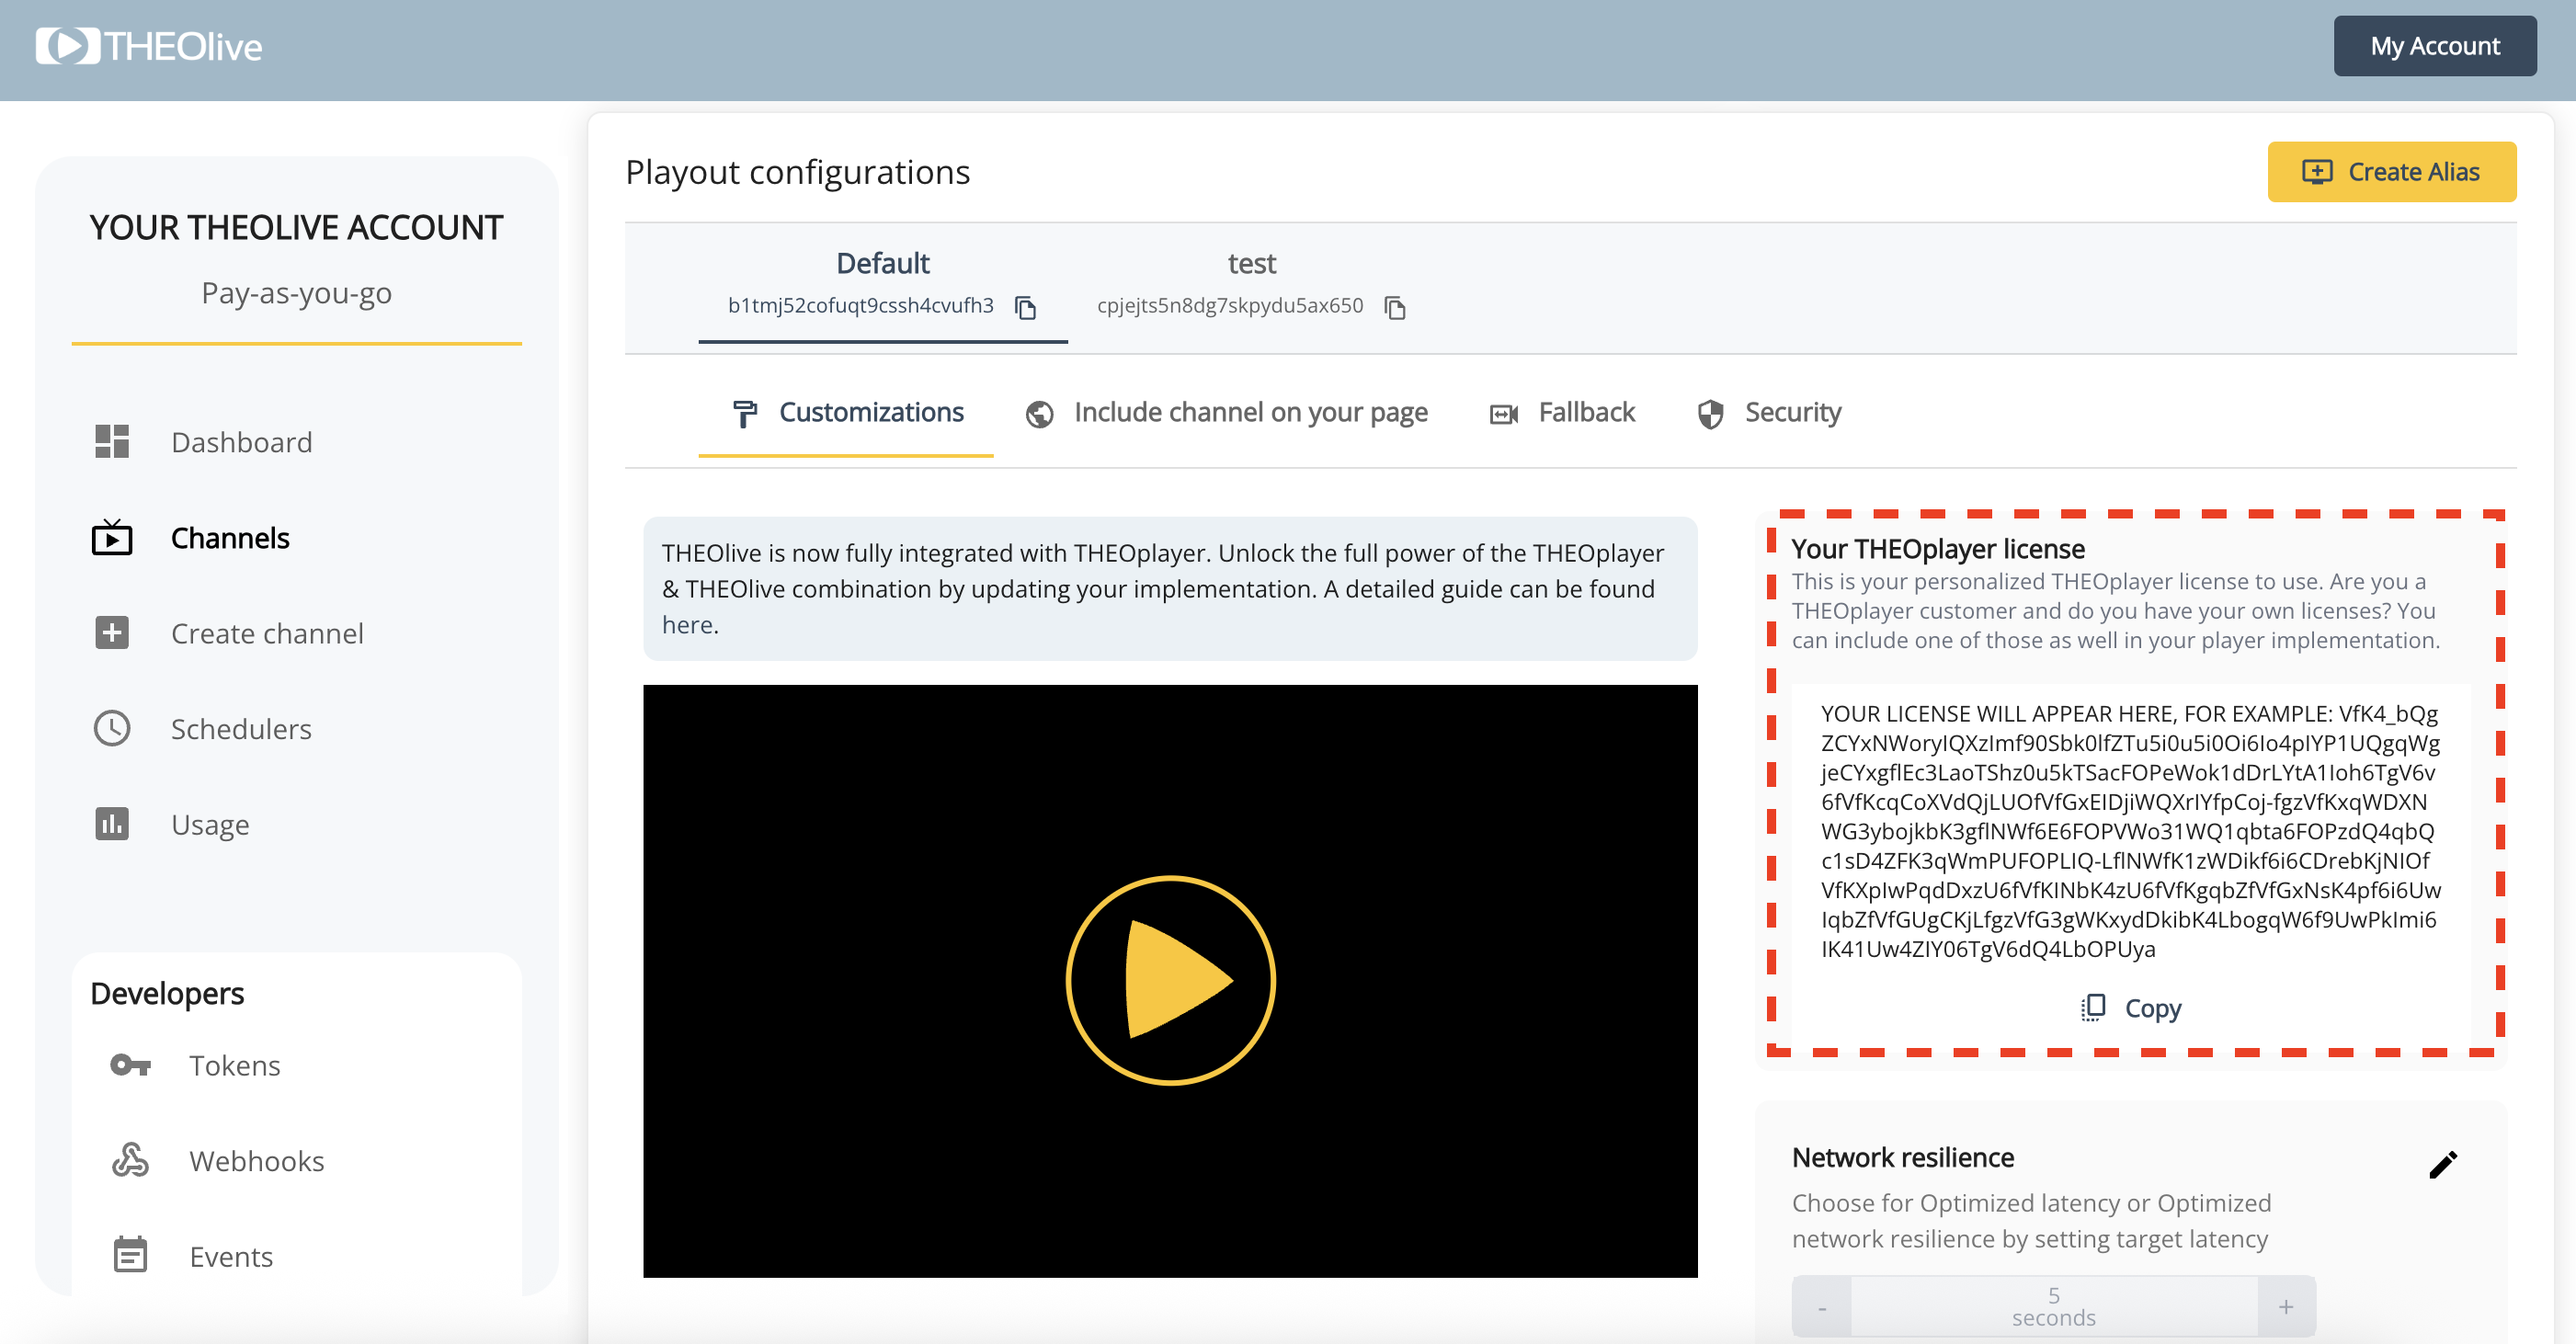 THEOlive
My Account
YOUR THEOLIVE ACCOUNT
Pay-as-you-go
Dashboard
Channels
Create channel
Schedulers
Usage
Developers
Tokens
Webhooks
Events
Playout configurations
Create Alias
Default
b1tmj52cofuqt9cssh4cvufh3
test
cpjejts5n8dg7skpydu5ax650
Customizations
Include channel on your page
Fallback
Security
THEOlive is now fully integrated with THEOplayer. Unlock the full power of the THEOplayer
& THEOlive combination by updating your implementation. A detailed guide can be found
here.
Your THEOplayer license
This is your personalized THEOplayer license to use. Are you a
THEOplayer customer and do you have your own licenses? You
can include one of those as well in your player implementation.
YOUR LICENSE WILL APPEAR HERE, FOR EXAMPLE: VfK4_bQg
ZCYxNWoryIQXzImf90Sbk0lfZTu5i0u5i0Oi6Io4pIYP1UQgqWg
jeCYxgflEc3LaoTShz0u5kTSacFOPeWok1dDrLYtA1Ioh6TgV6v
6fVfKcqCoXVdQjLUOfVfGxEIDjiWQXrIYfpCoj-fgzVfKxqWDXN
WG3ybojkbK3gflNWf6E6FOPVWo31WQ1qbta6FOPzdQ4qbQ
c1sD4ZFK3qWmPUFOPLIQ-LflNWfK1zWDikf6i6CDrebKjNIOf
VfKXpIwPqdDxzU6fVfKINbK4zU6fVfKgqbZfVfGxNsK4pf6i6Uw
IqbZfVfGUgCKjLfgzVfG3gWKxydDkibK4LbogqW6f9UwPkImi6
IK41Uw4ZIY06TgV6dQ4LbOPUya
Copy
Network resilience
Choose for Optimized latency or Optimized
network resilience by setting target latency
-
5
seconds
+